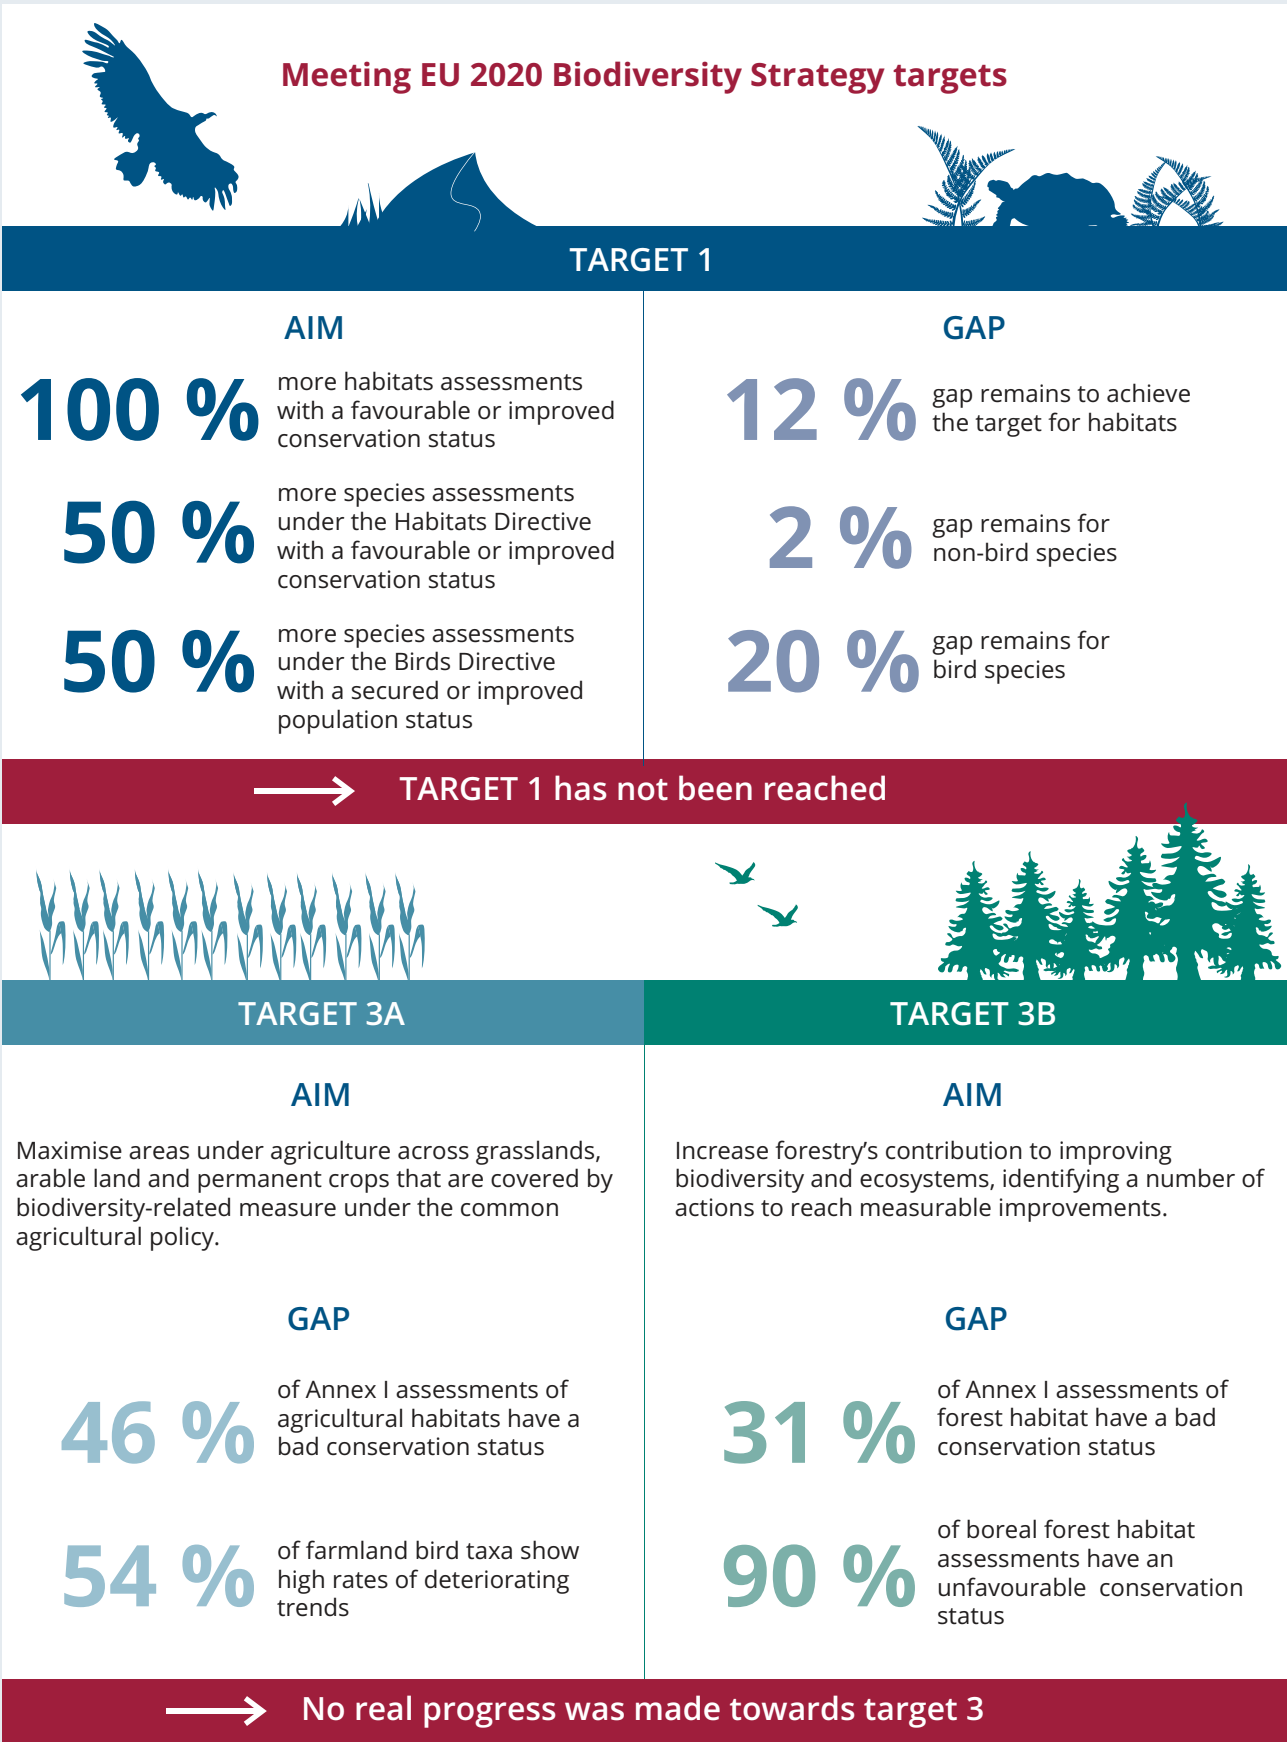 Meeting EU 2020 Biodiversity Strategy targets
TARGET 1
AIM
100 %
more habitats assessments
with a favourable or improved
conservation status
50 %
more species assessments
under the Habitats Directive
with a favourable or improved
conservation status
50 %
more species assessments
under the Birds Directive
with a secured or improved
population status
GAP
12 %
gap remains to achieve
the target for habitats
2 %
gap remains for
non-bird species
20 %
gap remains for
bird species
TARGET 1 has not been reached
TARGET 3A
AIM
Maximise areas under agriculture across grasslands,
arable land and permanent crops that are covered by
biodiversity-related measure under the common
agricultural policy.
GAP
46 %
of Annex I assessments of
agricultural habitats have a
bad conservation status
54 %
of farmland bird taxa show
high rates of deteriorating
trends
TARGET 3B
AIM
Increase forestry’s contribution to improving
biodiversity and ecosystems, identifying a number of
actions to reach measurable improvements.
GAP
31 %
of Annex I assessments of
forest habitat have a bad
conservation status
90 %
of boreal forest habitat
assessments have an
unfavourable conservation
status
No real progress was made towards target 3